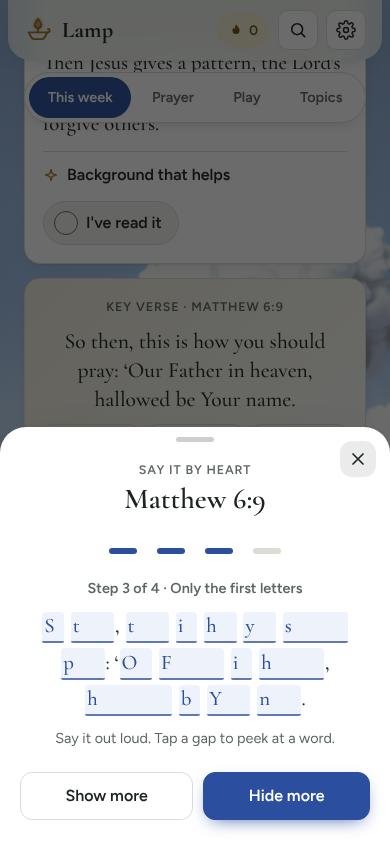 Lamp
0
Then Jesus gives a pattern, the Lord's
This week
Prayer
Play
Topics
forgive others.
Background that helps
I've read it
KEY VERSE · MATTHEW 6:9
So then, this is how you should
pray: ‘Our Father in heaven,
hallowed be Your name.
SAY IT BY HEART
Matthew 6:9
Step 3 of 4 · Only the first letters
S t , t i h y s
p : ‘O F i h ,
h b Y n .
Say it out loud. Tap a gap to peek at a word.
Show more
Hide more